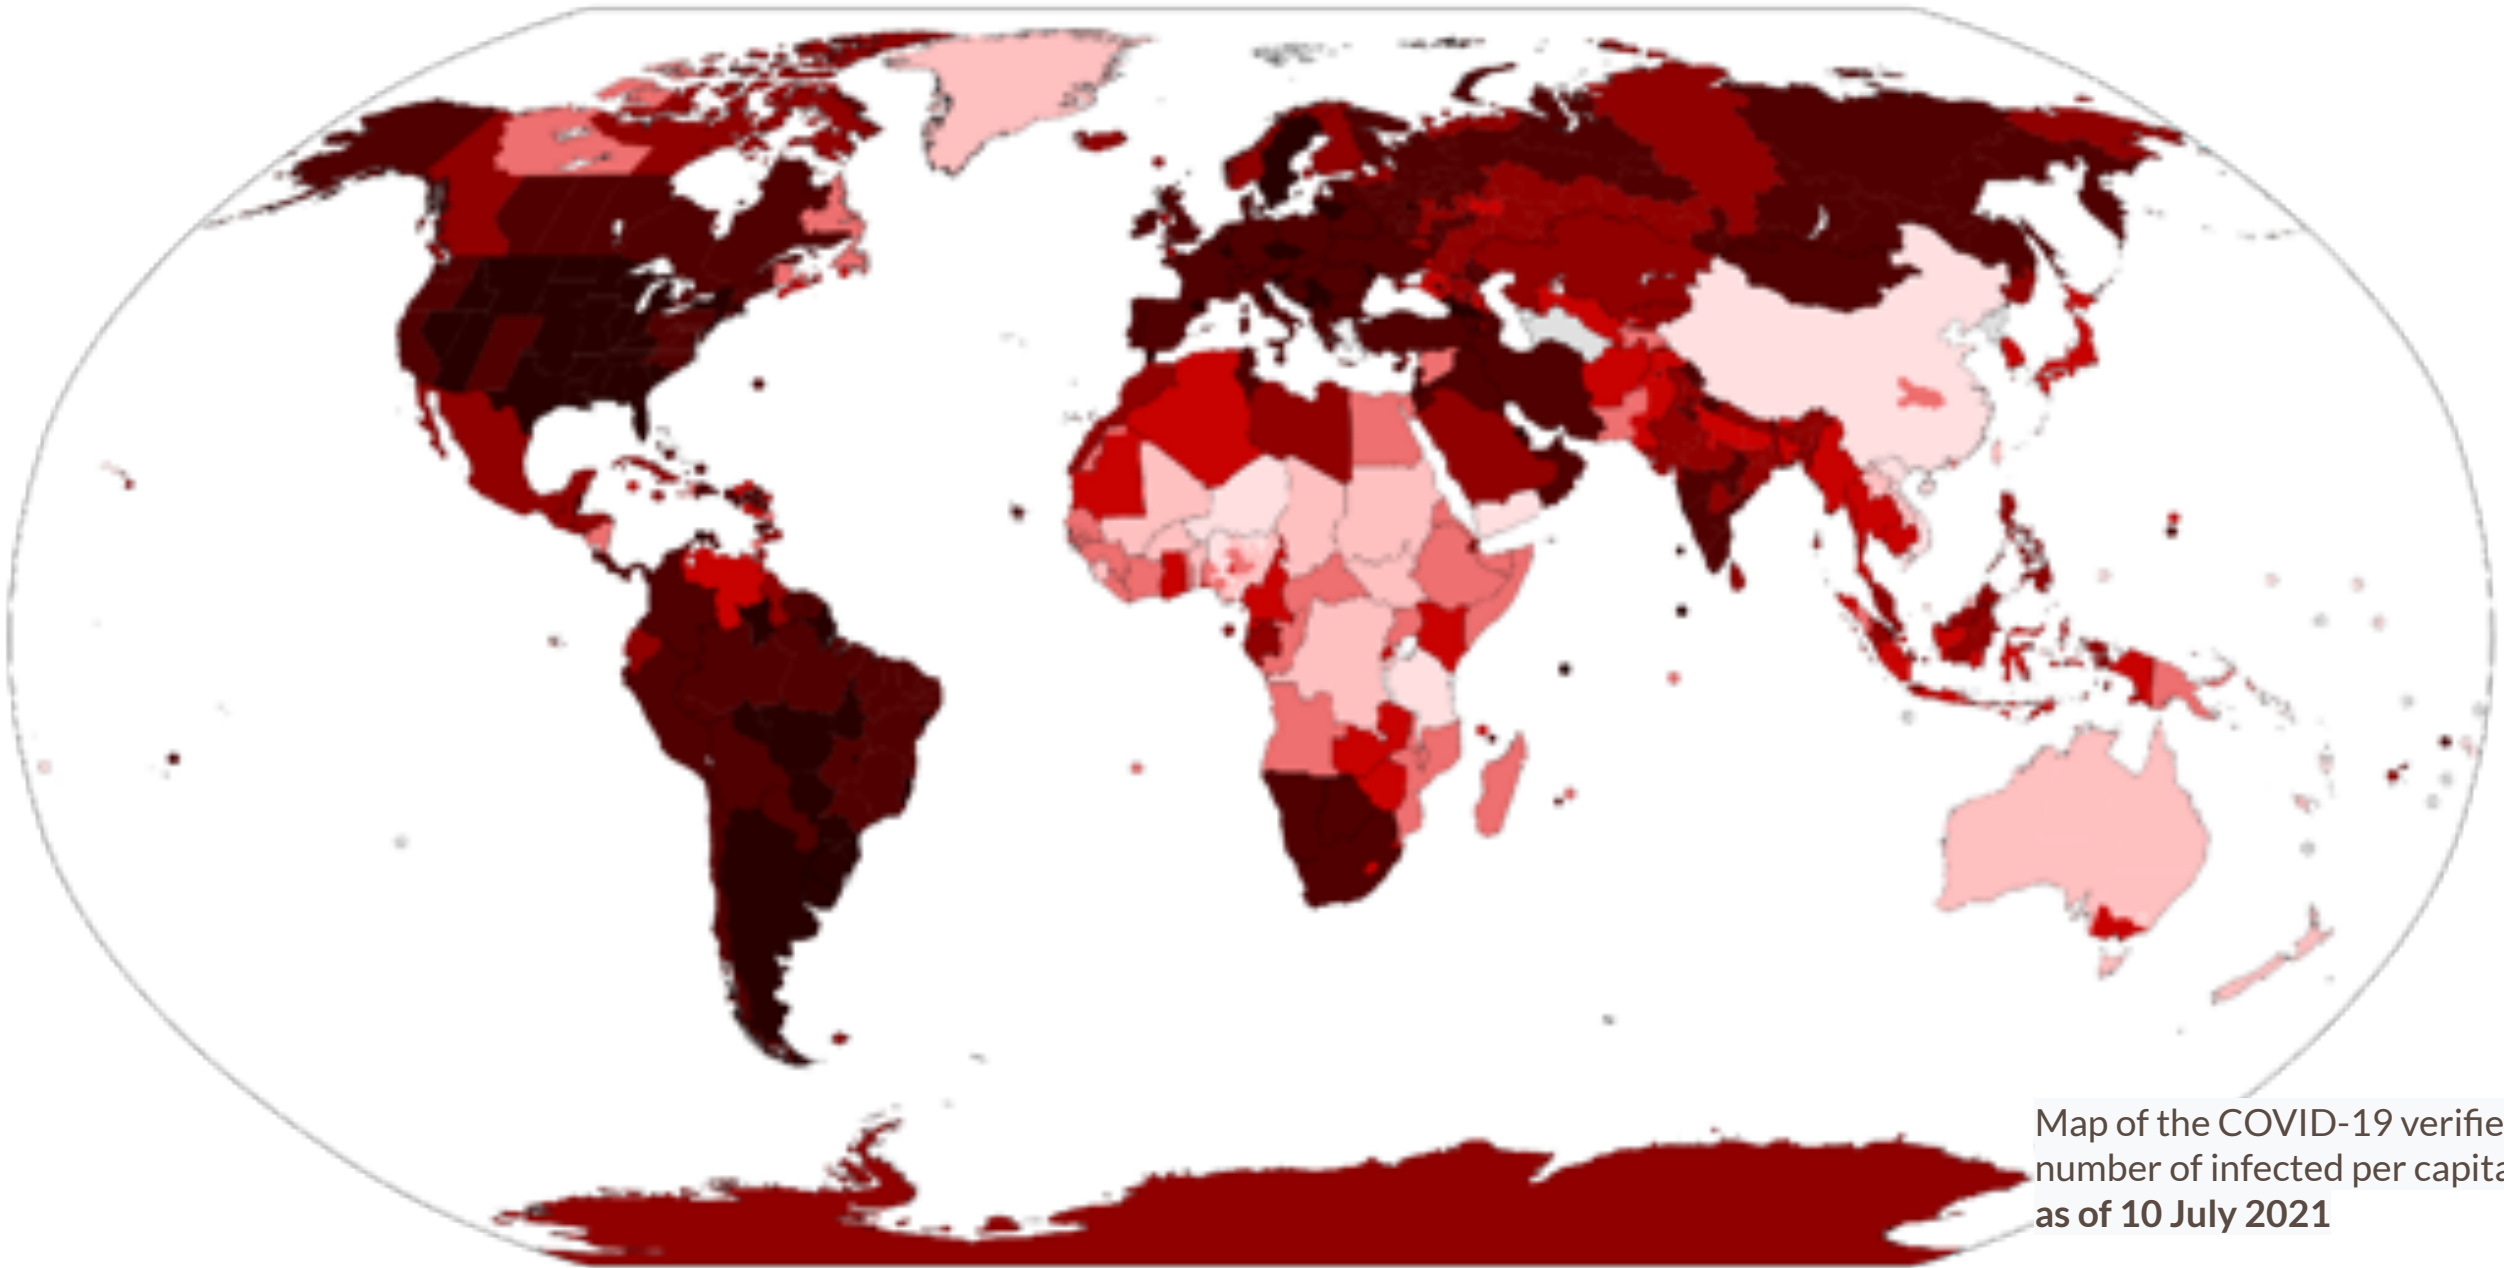 Map of the COVID-19 verifie
number of infected per capita
as of 10 July 2021